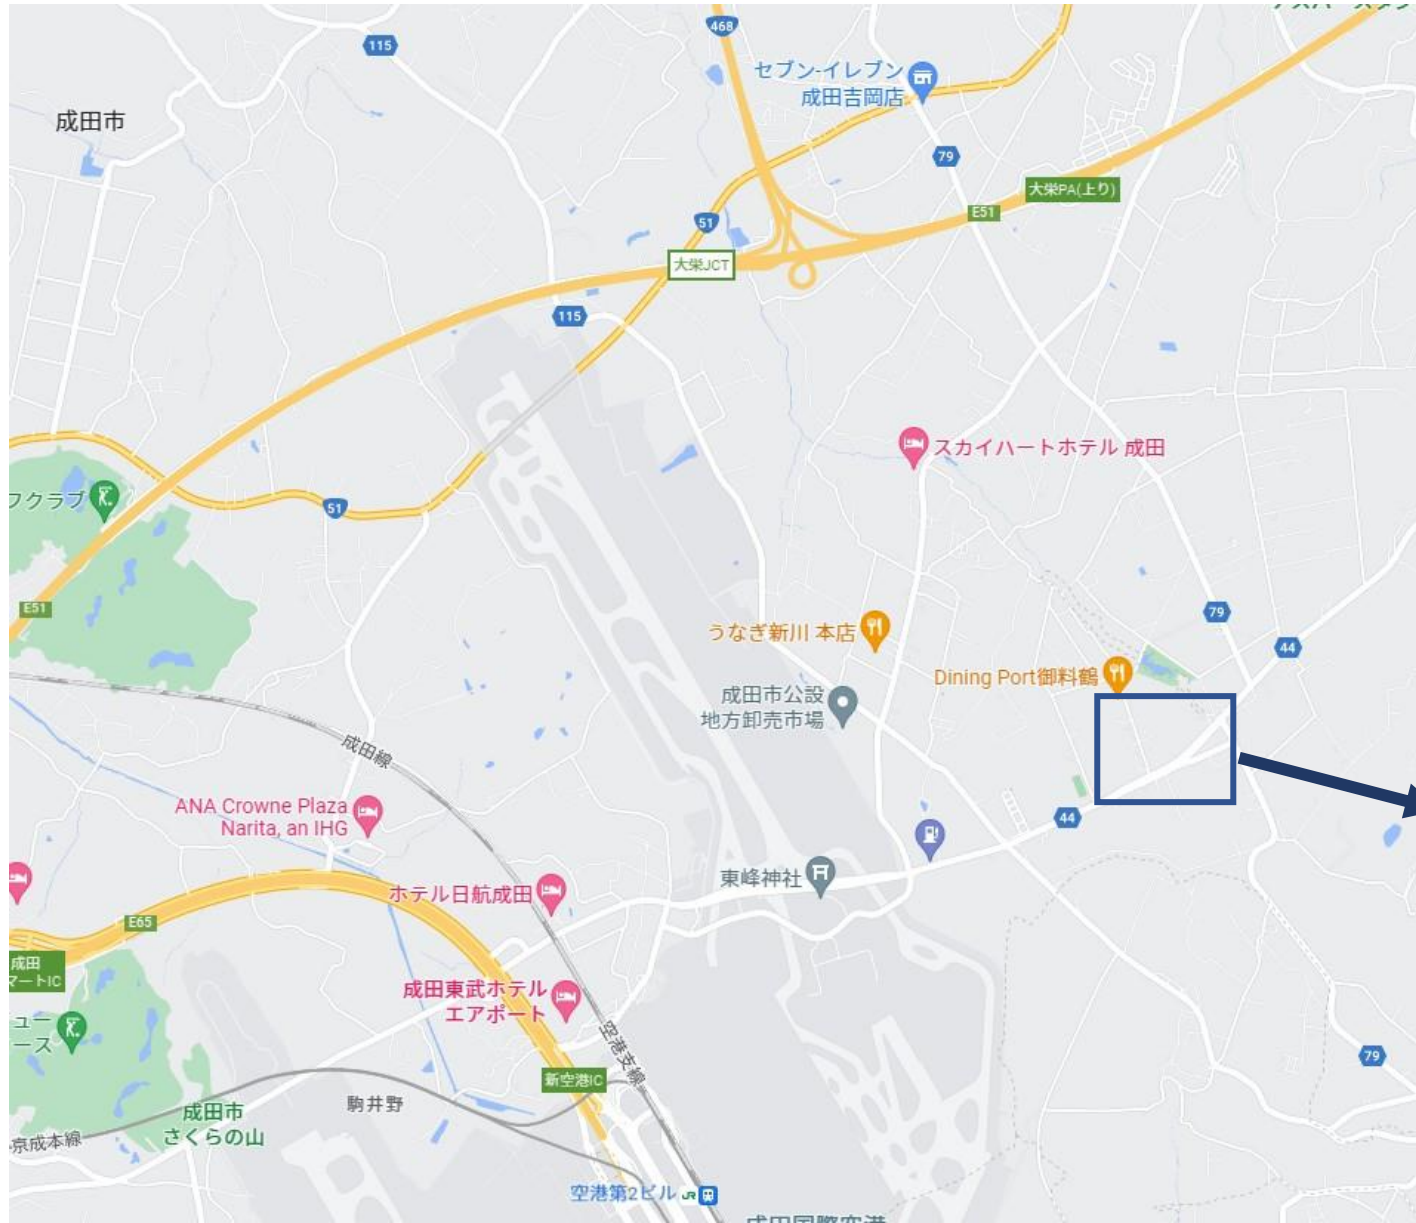 468
115
セブン-イレブン
成田吉岡店
成田市
79
大栄PA(上り)
E51
51
大栄JCT
115
スカイハートホテル 成田
フクラブ
51
E51
79
うなぎ新川 本店
44
Dining Port御料鶴
成田市公設
地方卸売市場
成田線
ANA Crowne Plaza
Narita, an IHG
44
東峰神社
ホテル日航成田
E65
成田
マートIC
成田東武ホテル
エアポート
ュー
ース
空港支線
79
新空港IC
駒井野
成田市
さくらの山
京成本線
空港第2ビル JR
成田国際空港